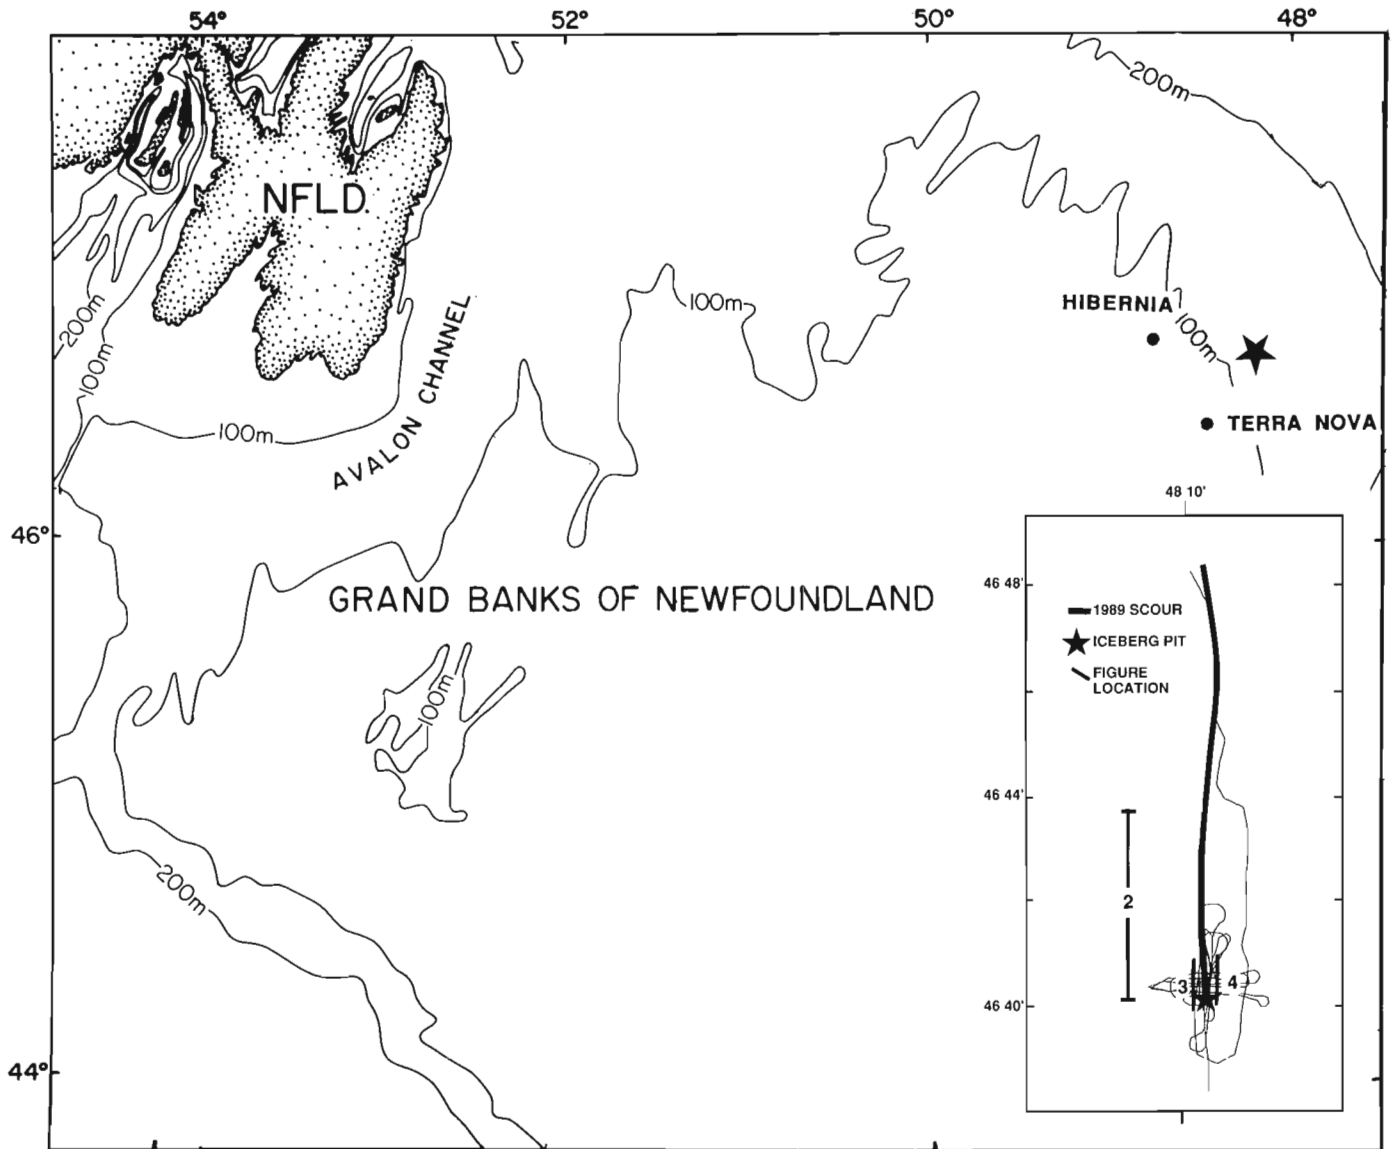 54°
52°
50°
48°
200m
NFLD.
HIBERNIA
100m
100m
200m
100m
AVALON CHANNEL
100m
TERRA NOVA
48 10'
46°
GRAND BANKS OF NEWFOUNDLAND
46 48'
1989 SCOUR
ICEBERG PIT
FIGURE
LOCATION
100m
46 44'
2
200m
3
4
46 40'
44°